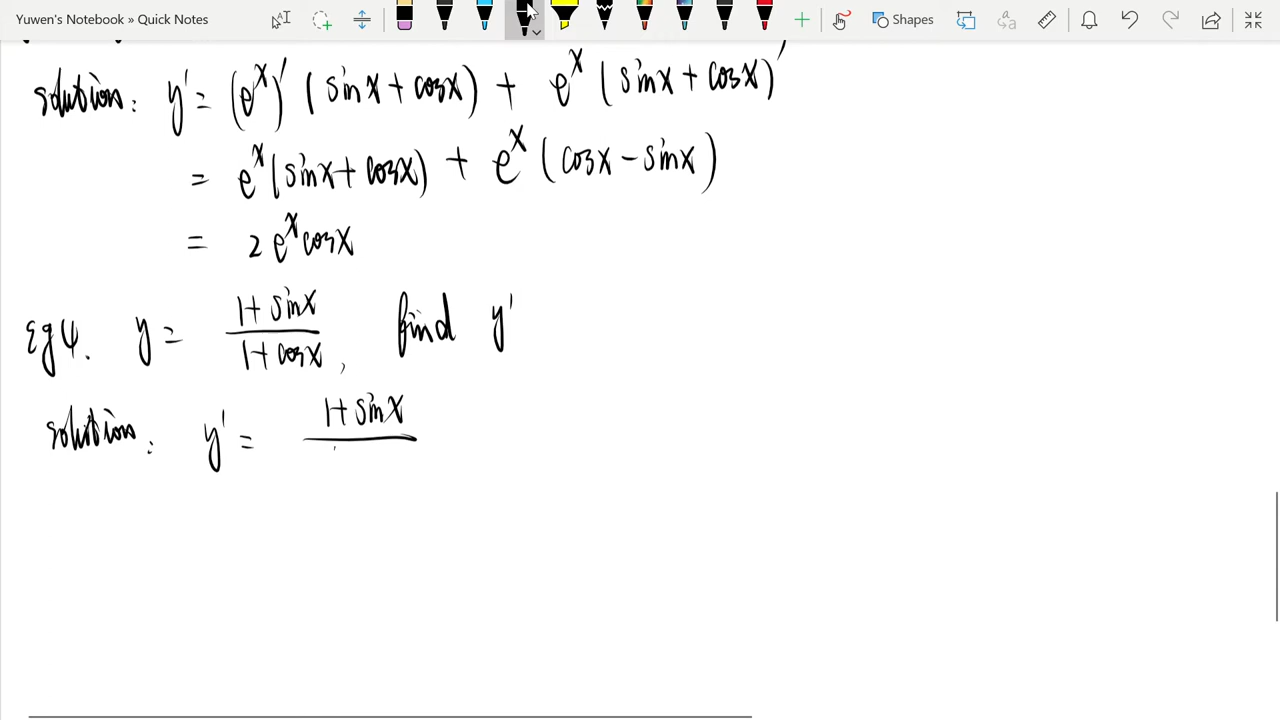 Yuwen's Notebook » Quick Notes
Shapes
solution: y' = (e^x)' (sinx + cosx) + e^x (sinx + cosx)'
= e^x (sinx + cosx) + e^x (cosx − sinx)
= 2e^x cosx
Eg4. y = (1+sinx)/(1+cosx), find y'
solution: y' = 1+sinx